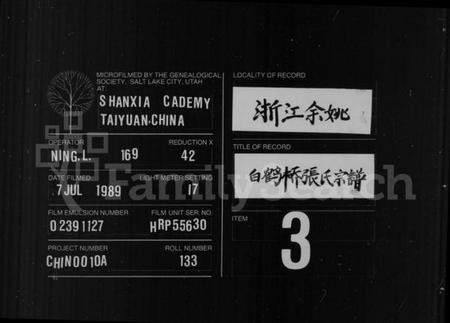 MICROFILMED BY THE GENEALOGICAL
SOCIETY, SALT LAKE CITY, UTAH
AT:
SHANXIA CADEMY
TAIYUAN.CHINA
OPERATOR REDUCTION X
NING.L. 169 42
DATE FILMED LIGHT METER SETTING
7 JUL 1989 17
FILM EMULSION NUMBER FILM UNIT SER. NO.
02391127 HRP55630
PROJECT NUMBER ROLL NUMBER
CHIN0010A 133
LOCALITY OF RECORD
浙江余姚
TITLE OF RECORD
白鶴桥張氏宗譜
ITEM
3
FamilySearch